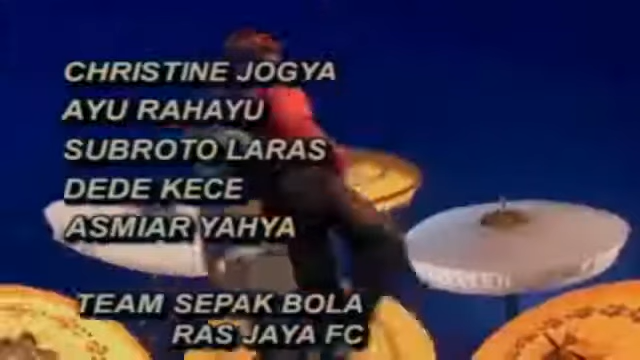 CHRISTINE JOGYA
AYU RAHAYU
SUBROTO LARAS
DEDE KECE
ASMIAR YAHYA
TEAM SEPAK BOLA
RAS JAYA FC